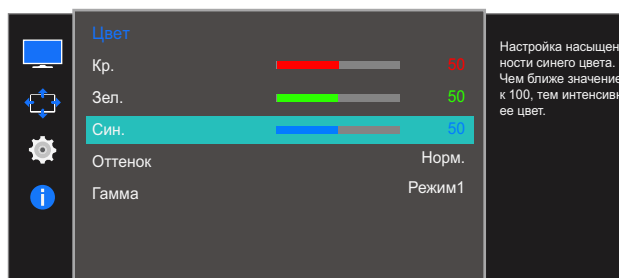 Цвет
Кр. 50
Зел. 50
Син. 50
Оттенок Норм.
Гамма Режим1
Настройка насыщен
ности синего цвета.
Чем ближе значение
к 100, тем интенсивн
ее цвет.